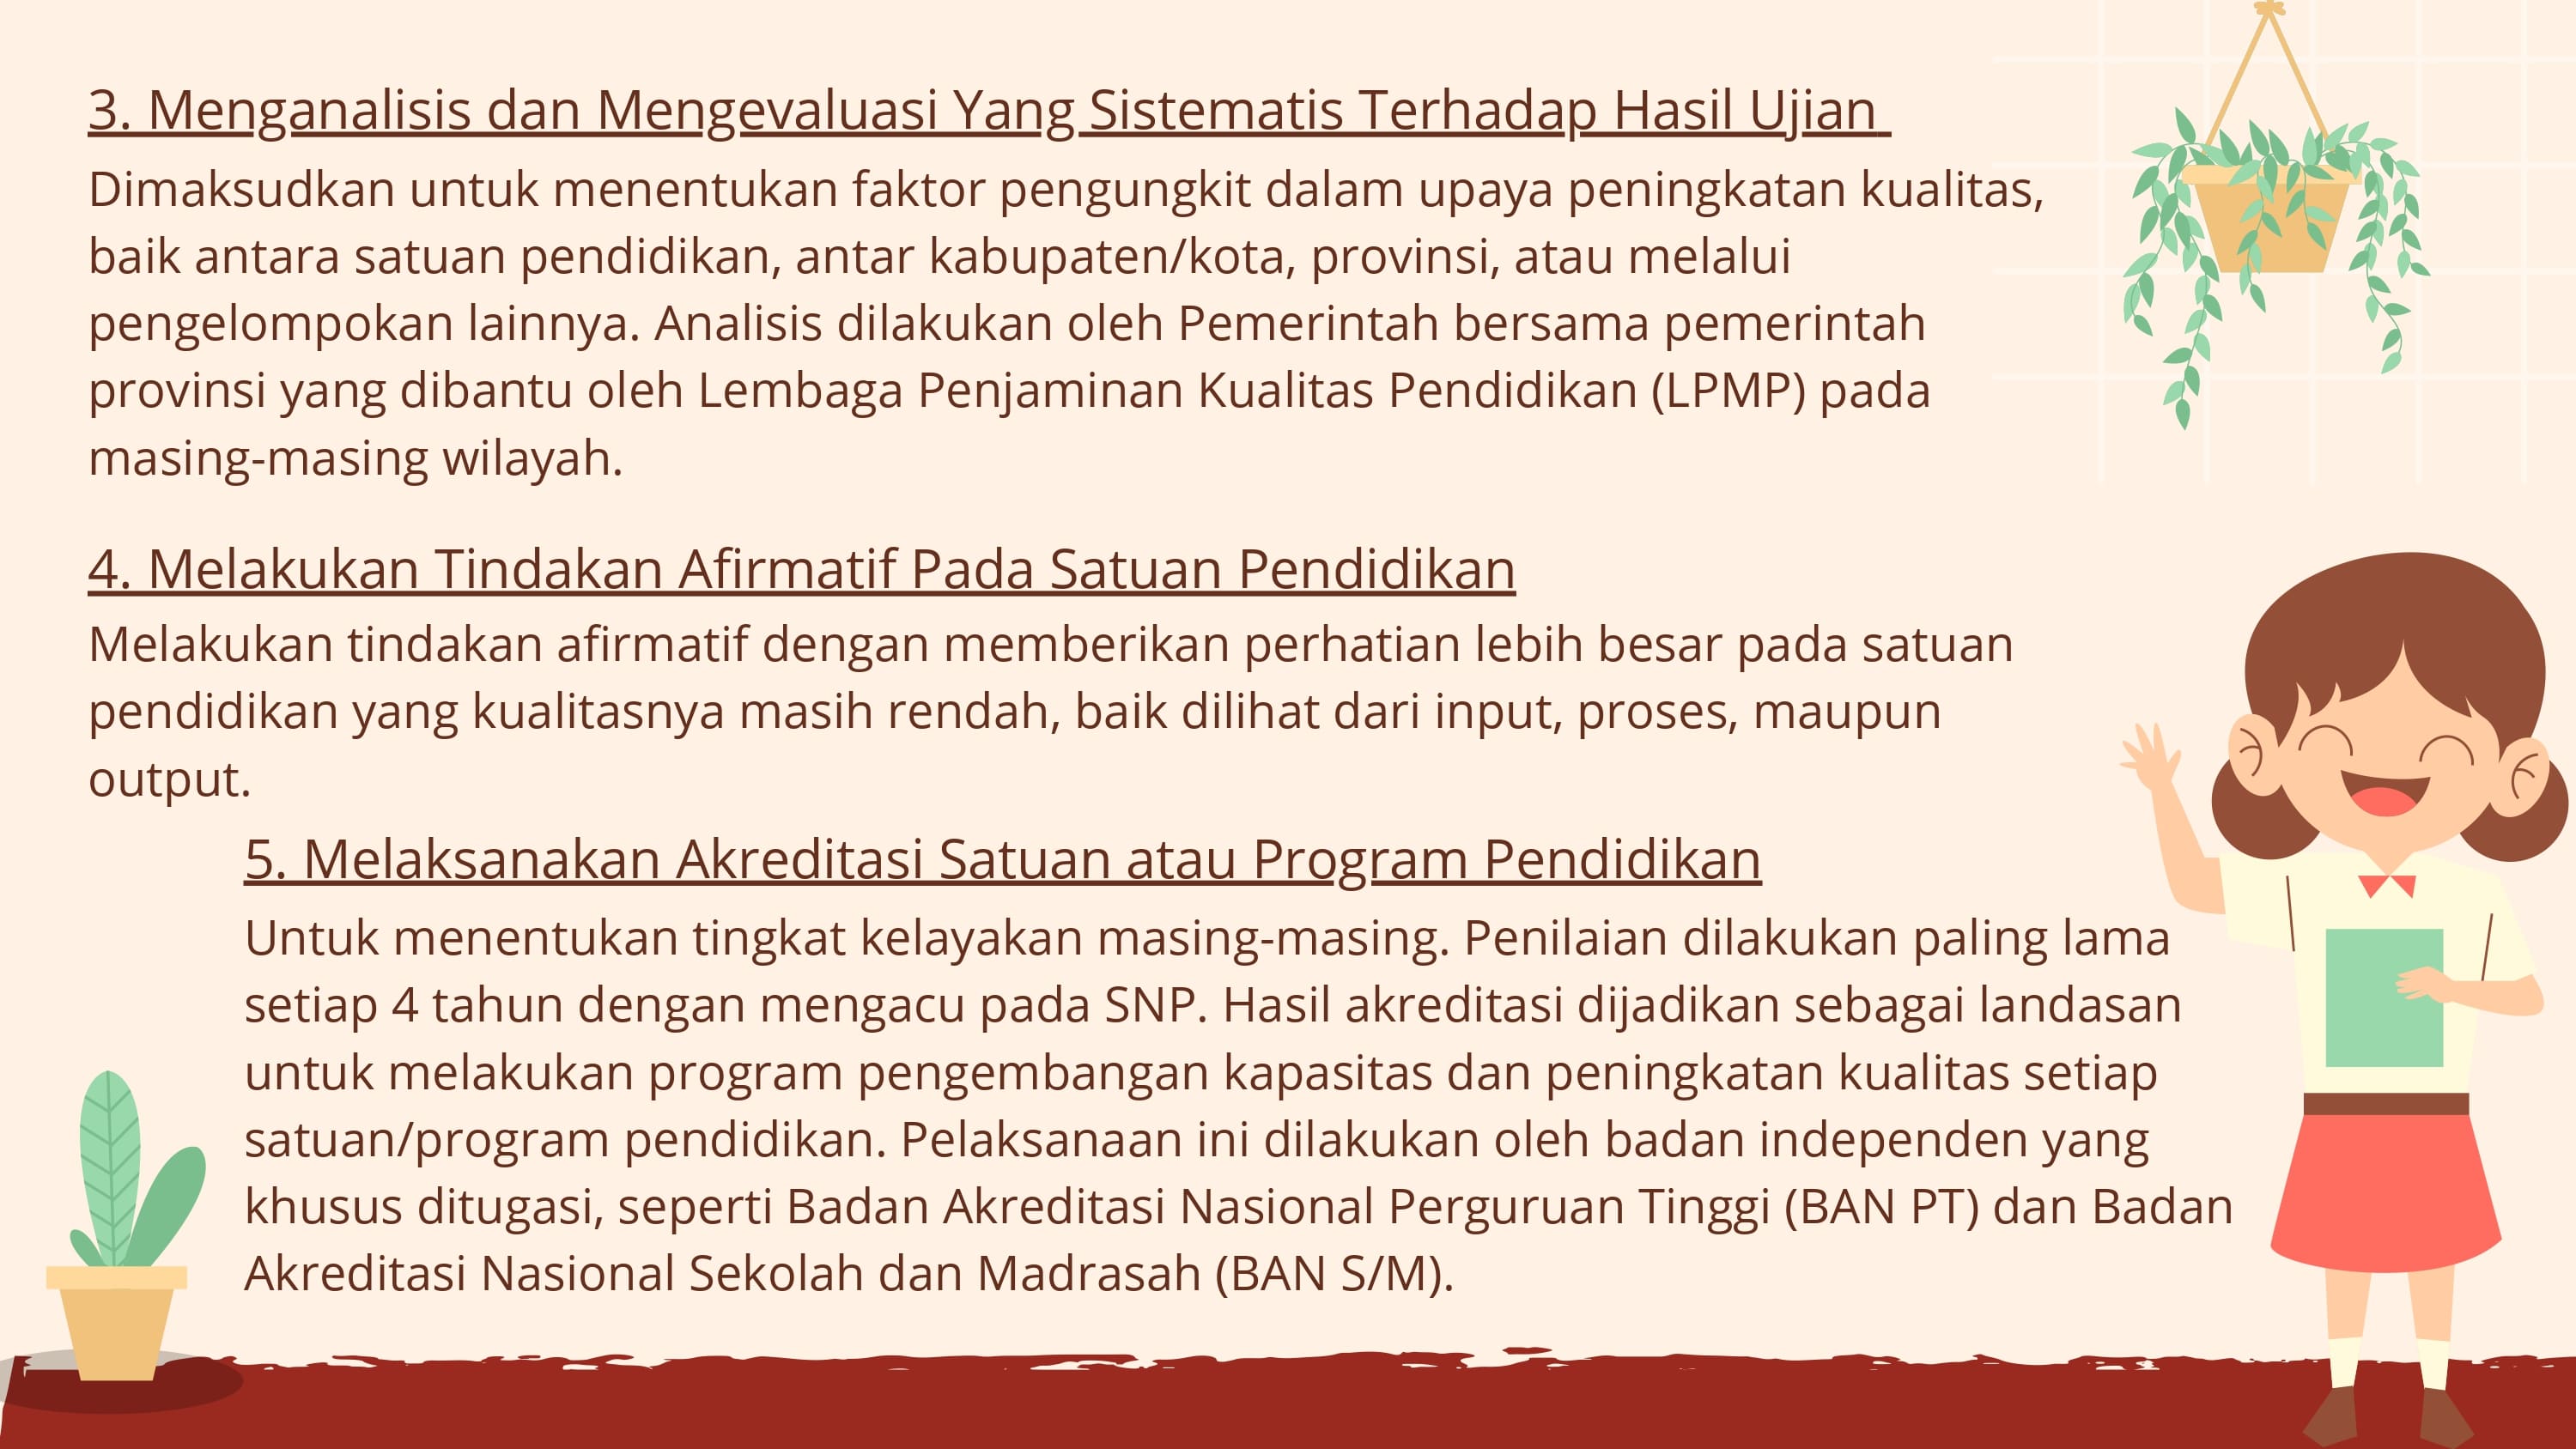 3. Menganalisis dan Mengevaluasi Yang Sistematis Terhadap Hasil Ujian
Dimaksudkan untuk menentukan faktor pengungkit dalam upaya peningkatan kualitas,
baik antara satuan pendidikan, antar kabupaten/kota, provinsi, atau melalui
pengelompokan lainnya. Analisis dilakukan oleh Pemerintah bersama pemerintah
provinsi yang dibantu oleh Lembaga Penjaminan Kualitas Pendidikan (LPMP) pada
masing-masing wilayah.
4. Melakukan Tindakan Afirmatif Pada Satuan Pendidikan
Melakukan tindakan afirmatif dengan memberikan perhatian lebih besar pada satuan
pendidikan yang kualitasnya masih rendah, baik dilihat dari input, proses, maupun
output.
5. Melaksanakan Akreditasi Satuan atau Program Pendidikan
Untuk menentukan tingkat kelayakan masing-masing. Penilaian dilakukan paling lama
setiap 4 tahun dengan mengacu pada SNP. Hasil akreditasi dijadikan sebagai landasan
untuk melakukan program pengembangan kapasitas dan peningkatan kualitas setiap
satuan/program pendidikan. Pelaksanaan ini dilakukan oleh badan independen yang
khusus ditugasi, seperti Badan Akreditasi Nasional Perguruan Tinggi (BAN PT) dan Badan
Akreditasi Nasional Sekolah dan Madrasah (BAN S/M).